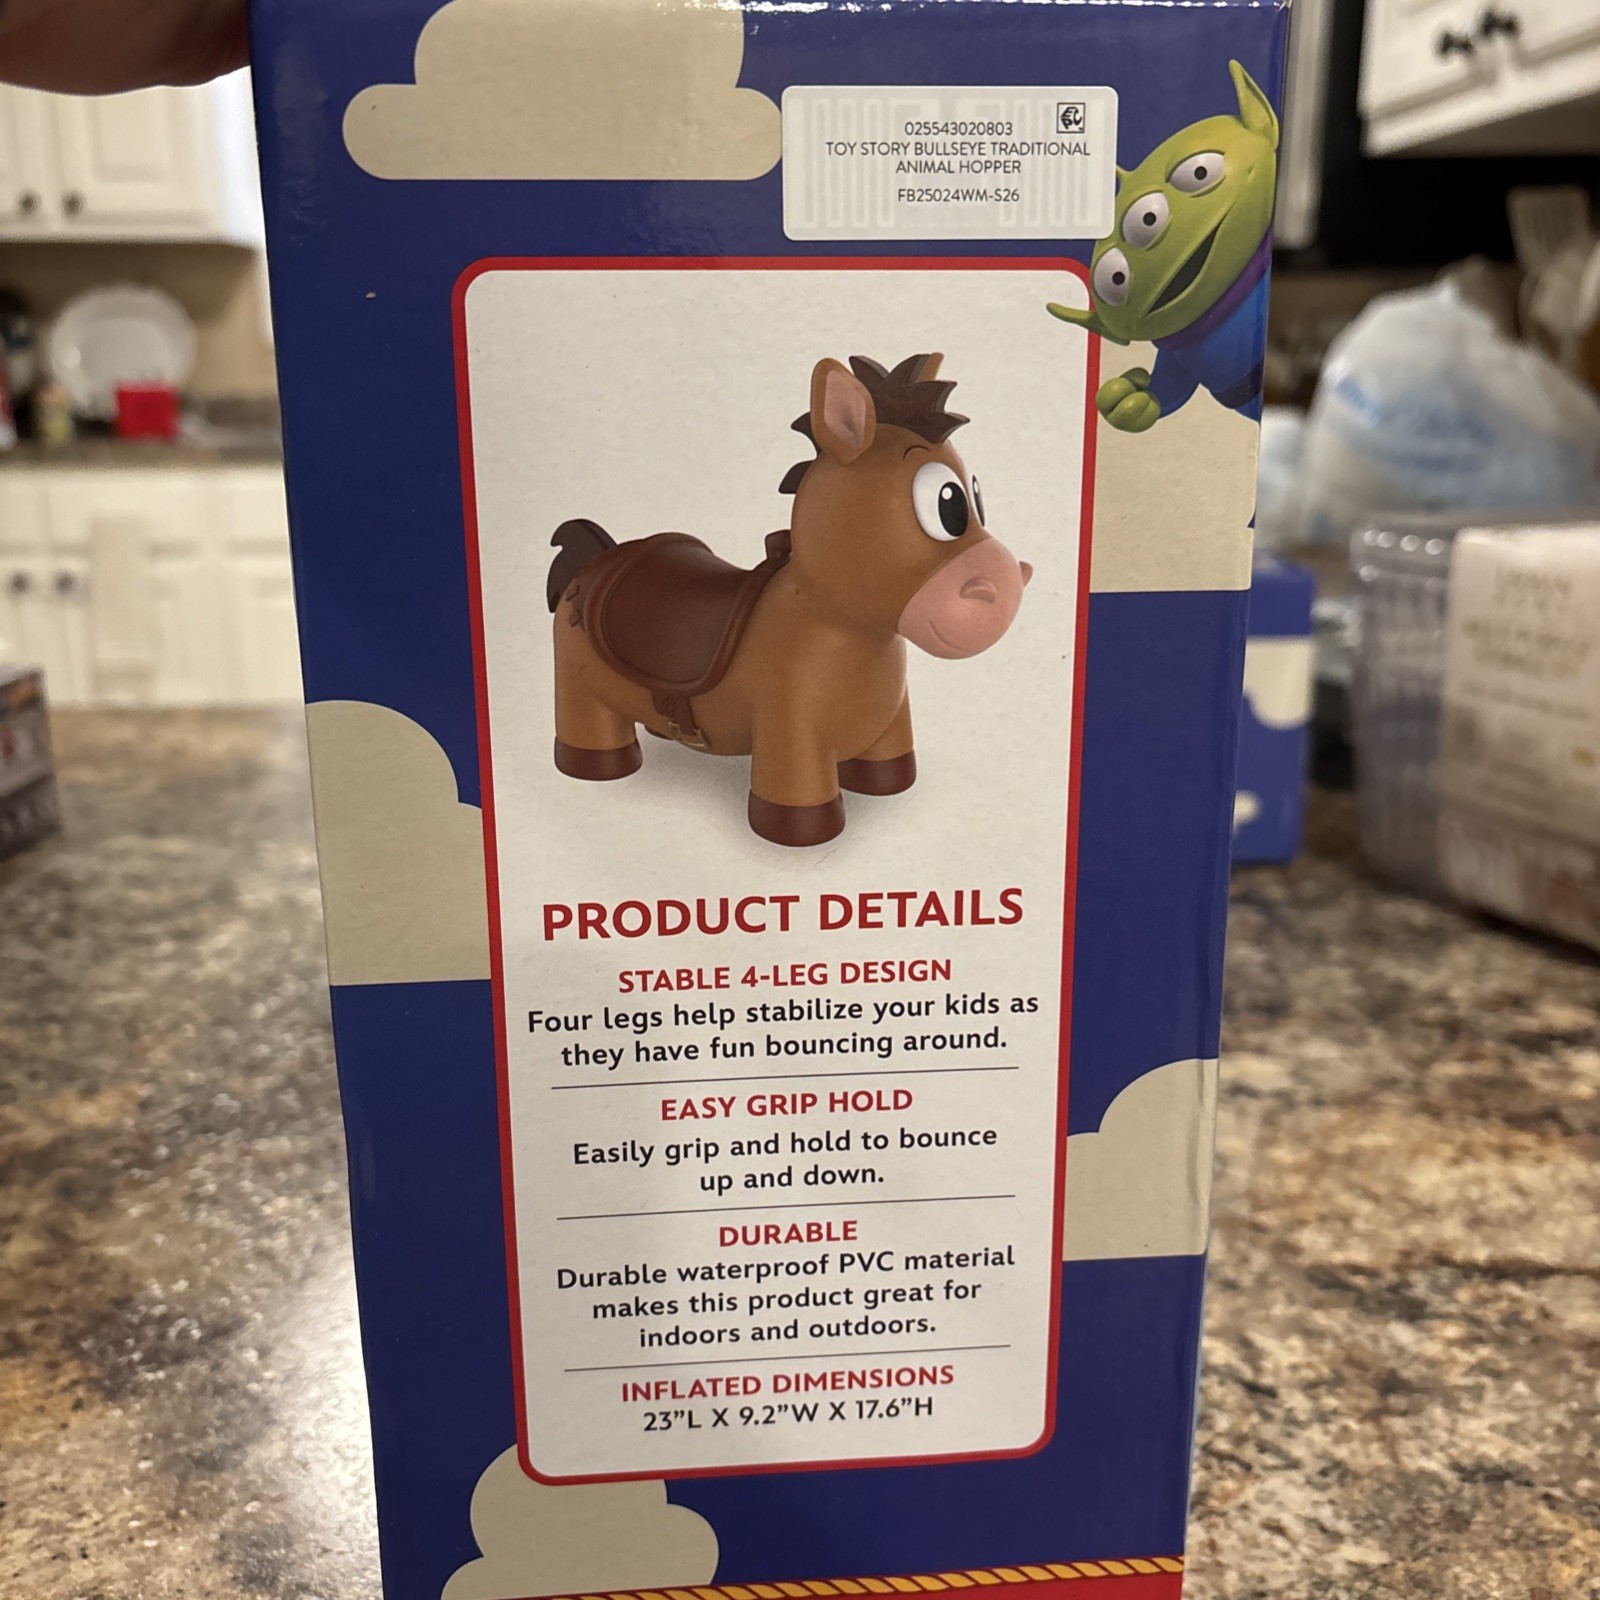 025543020803
TOY STORY BULLSEYE TRADITIONAL
ANIMAL HOPPER
FB25024WM-S26
PRODUCT DETAILS
STABLE 4-LEG DESIGN
Four legs help stabilize your kids as
they have fun bouncing around.
EASY GRIP HOLD
Easily grip and hold to bounce
up and down.
DURABLE
Durable waterproof PVC material
makes this product great for
indoors and outdoors.
INFLATED DIMENSIONS
23”L X 9.2”W X 17.6”H